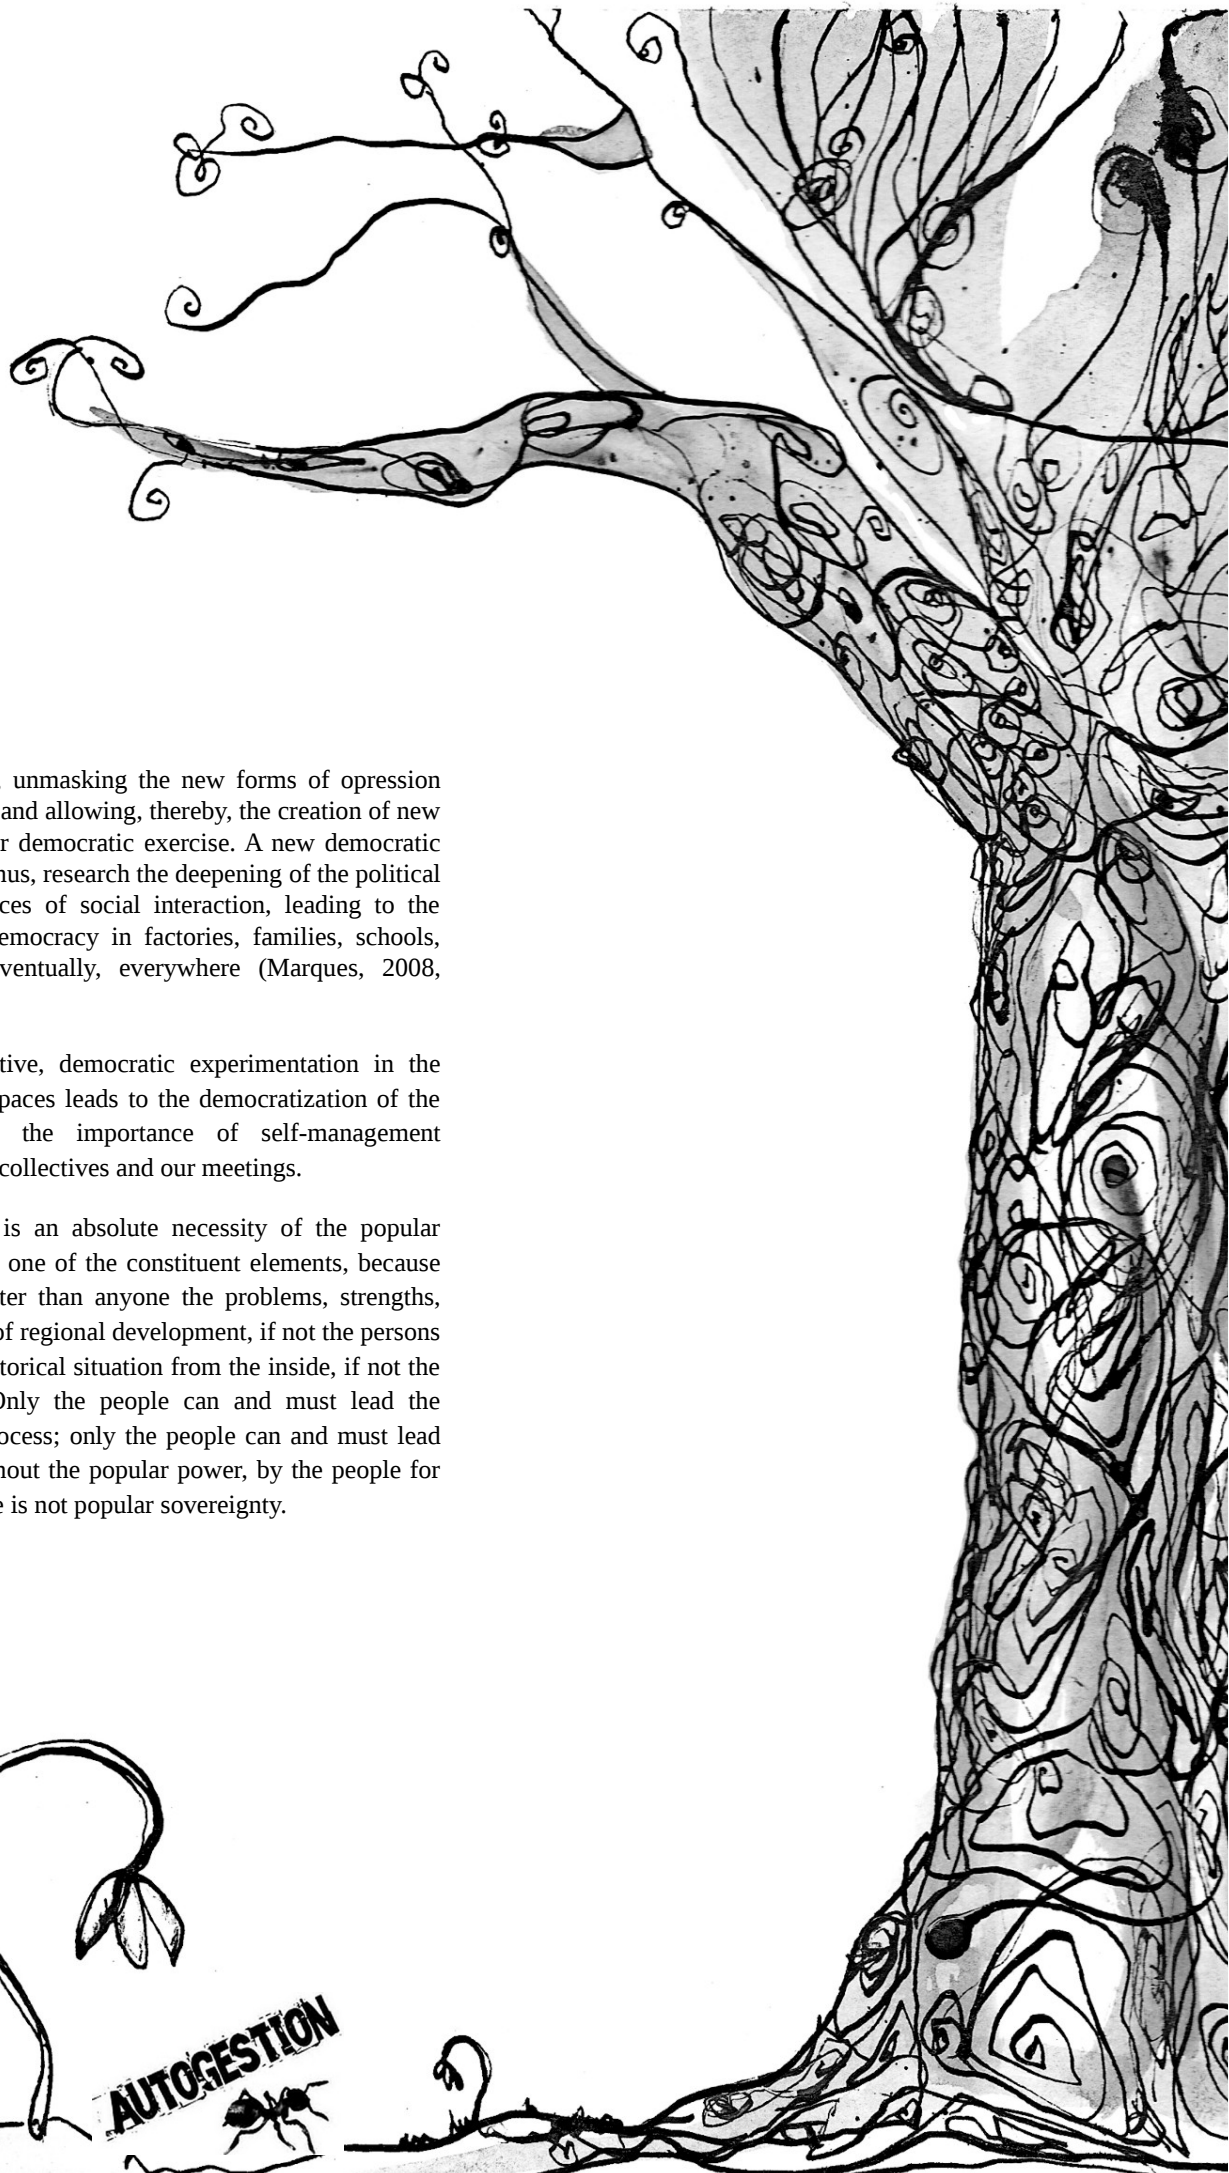 unmasking the new forms of opression
and allowing, thereby, the creation of new
r democratic exercise. A new democratic
hus, research the deepening of the political
ces of social interaction, leading to the
emocracy in factories, families, schools,
ventually, everywhere (Marques, 2008,
tive, democratic experimentation in the
paces leads to the democratization of the
the importance of self-management
collectives and our meetings.
is an absolute necessity of the popular
one of the constituent elements, because
ter than anyone the problems, strengths,
of regional development, if not the persons
torical situation from the inside, if not the
Only the people can and must lead the
ocess; only the people can and must lead
hout the popular power, by the people for
e is not popular sovereignty.
AUTOGESTION